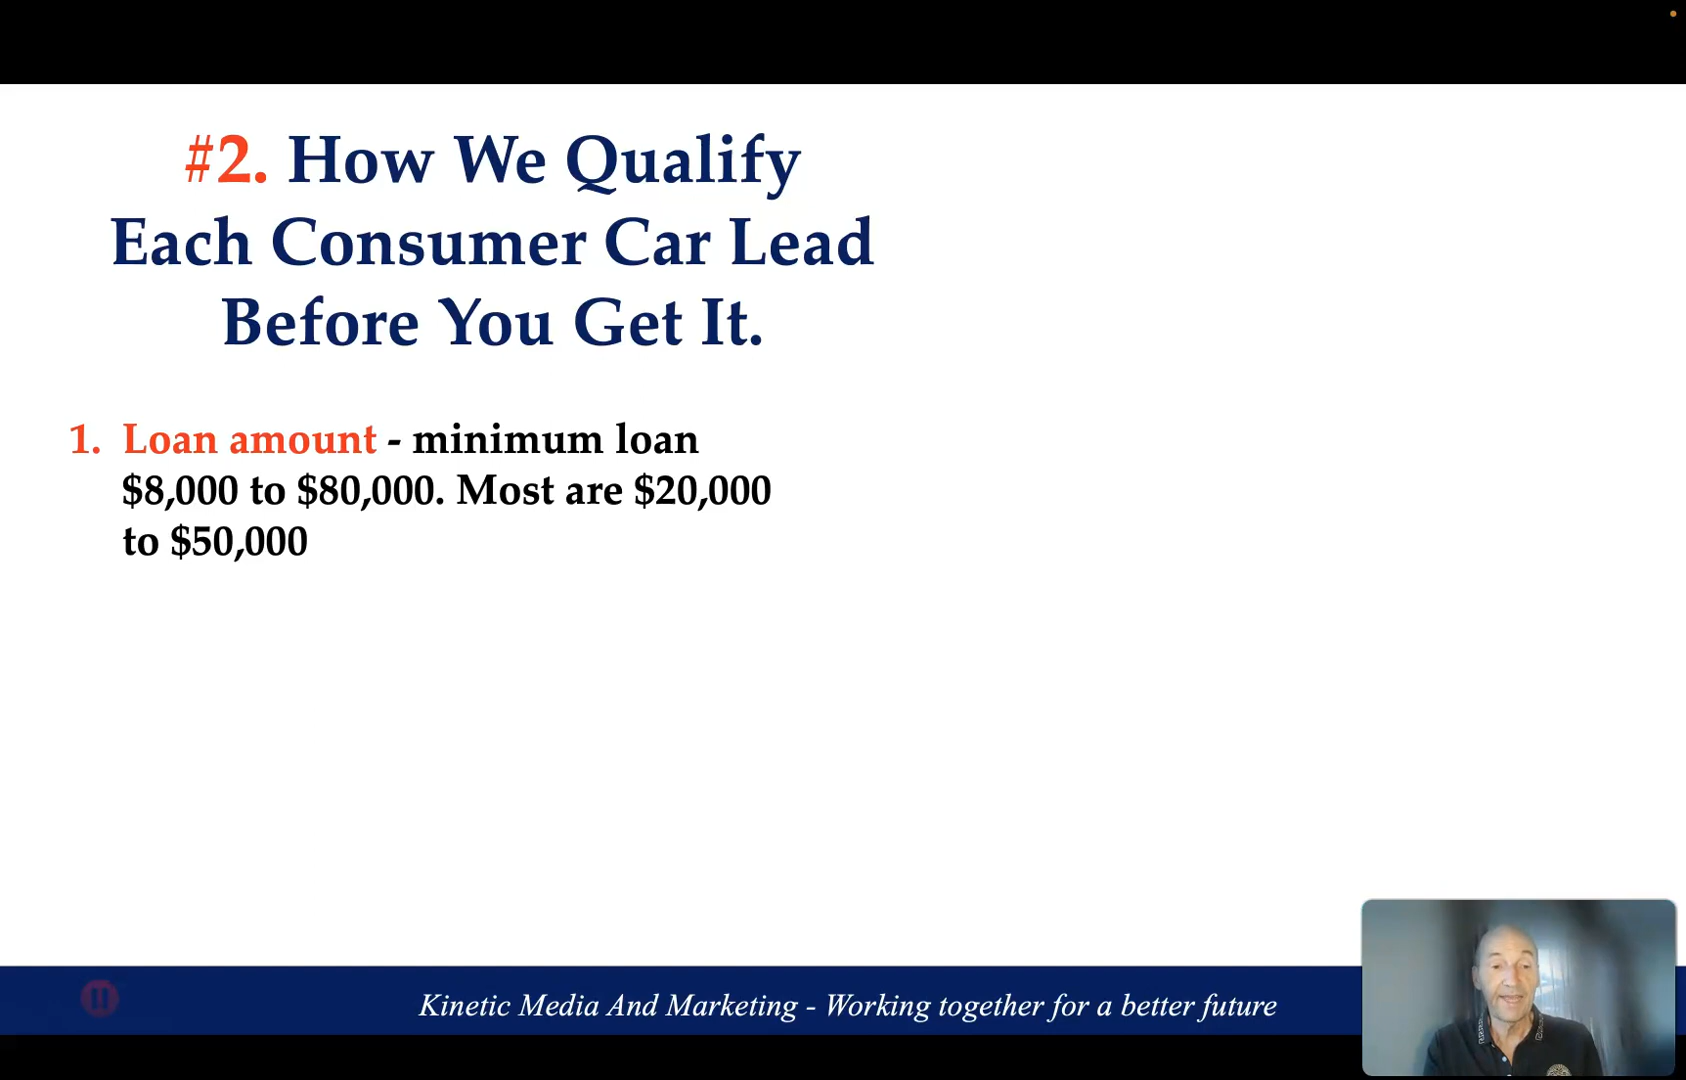 #2. How We Qualify
Each Consumer Car Lead
Before You Get It.
1. Loan amount - minimum loan
$8,000 to $80,000. Most are $20,000
to $50,000
Kinetic Media And Marketing - Working together for a better future